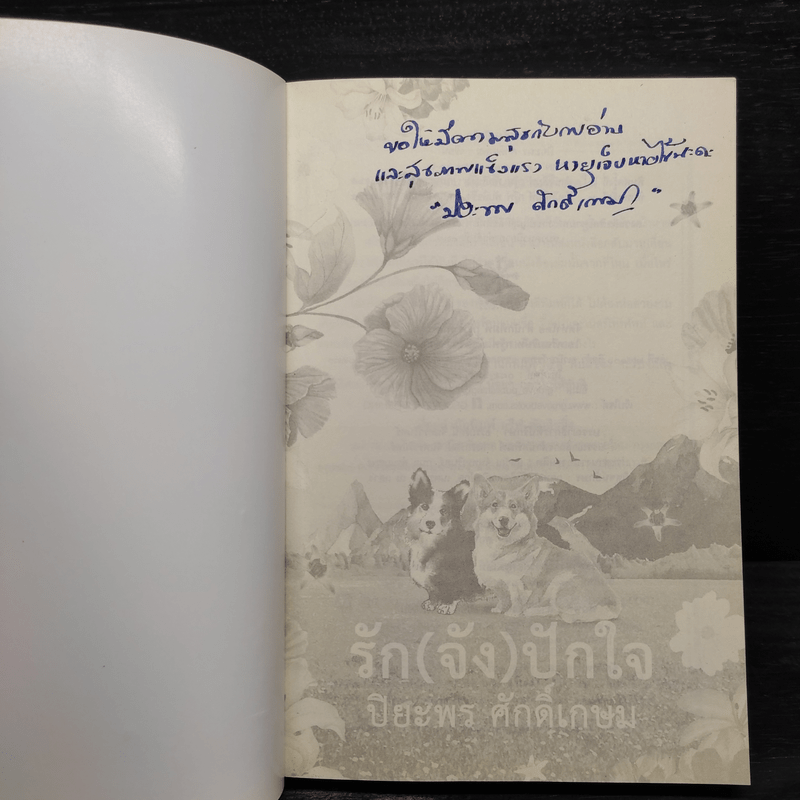 ขอให้มีความสุขกับการอ่าน
และสุขภาพแข็งแรง หายเจ็บหายไข้นะคะ
"ปิยะพร ศักดิ์เกษม"
รัก(จัง)ปักใจ
ปิยะพร ศักดิ์เกษม